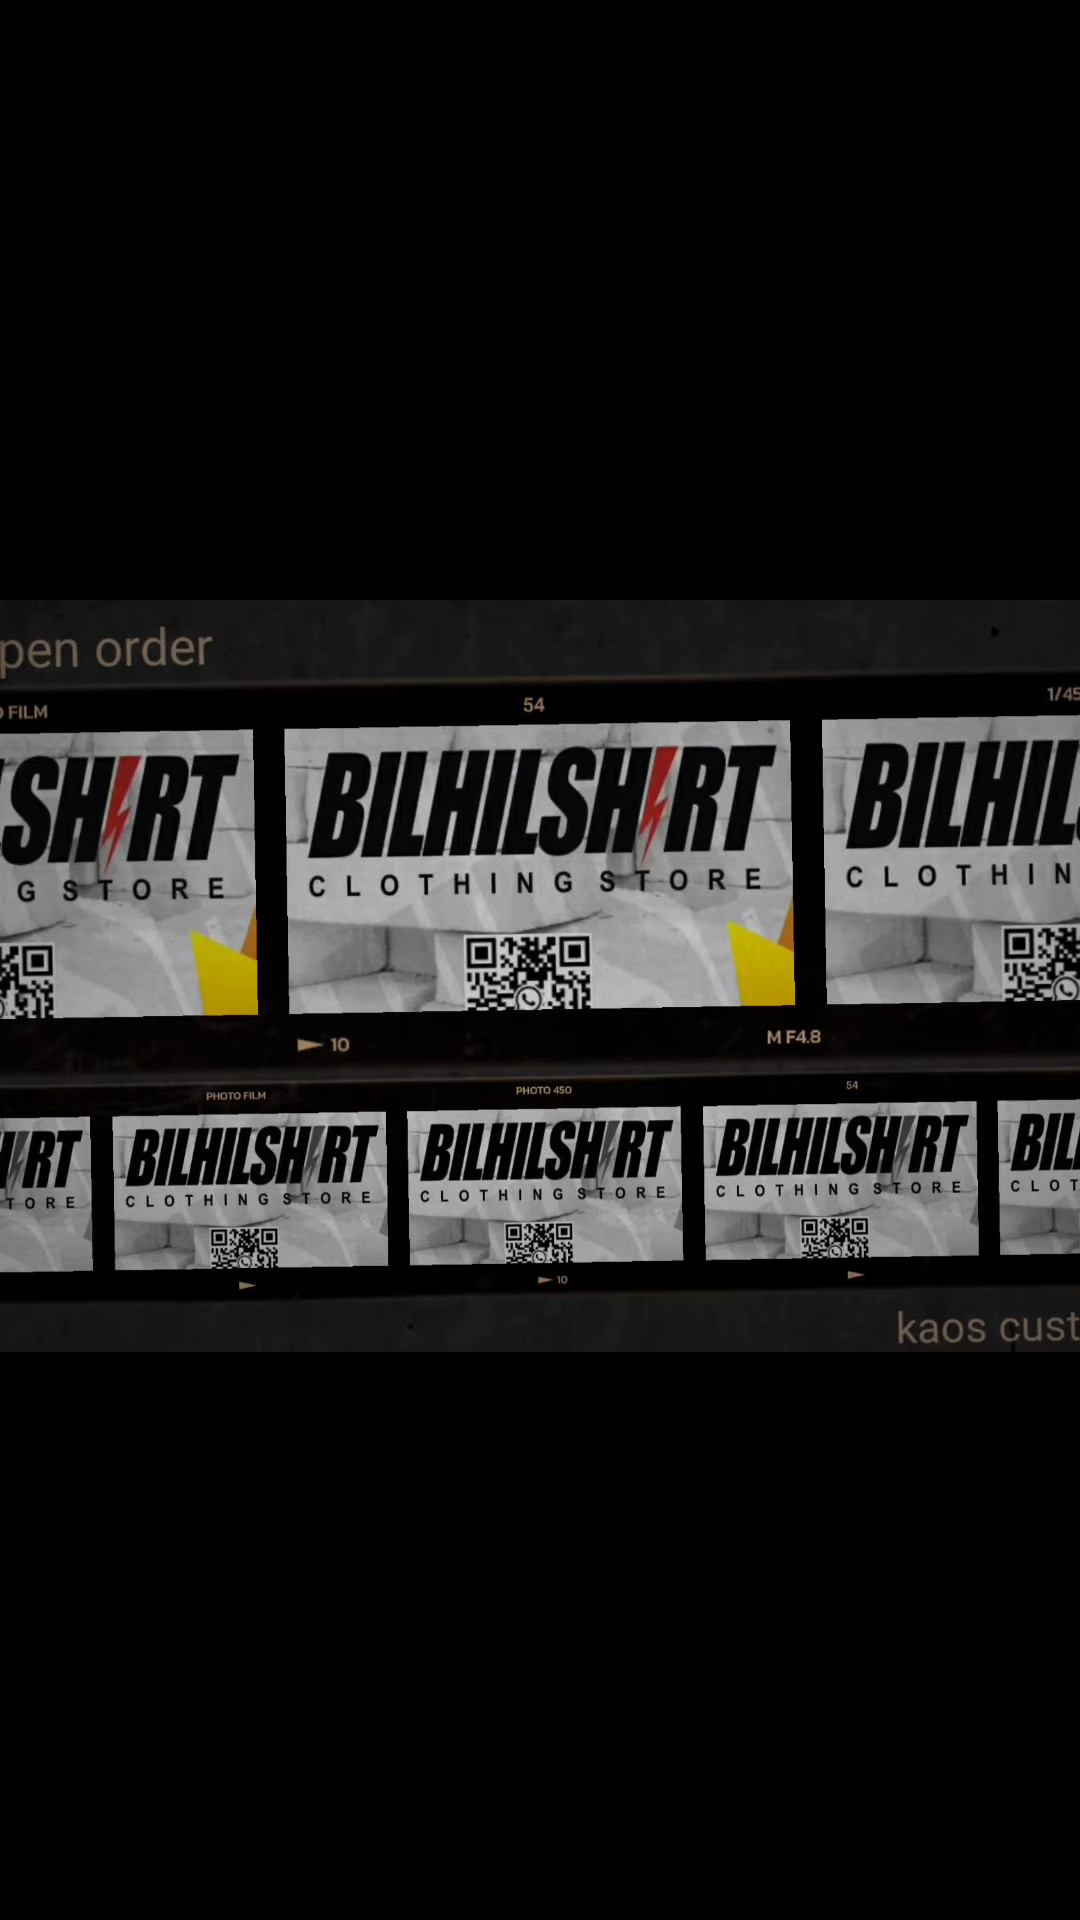 pen order
FILM
54
1/45
SHIRT
BILHILSHIRT
BILHIL
G STORE
CLOTHING STORE
CLOTHIN
10
M F4.8
PHOTO FILM
PHOTO 450
54
RT
BILHILSHIRT
BILHILSHIRT
BILHILSHIRT
BIL
TORE
CLOTHING STORE
CLOTHING STORE
CLOTHING STORE
CLOT
10
kaos cust